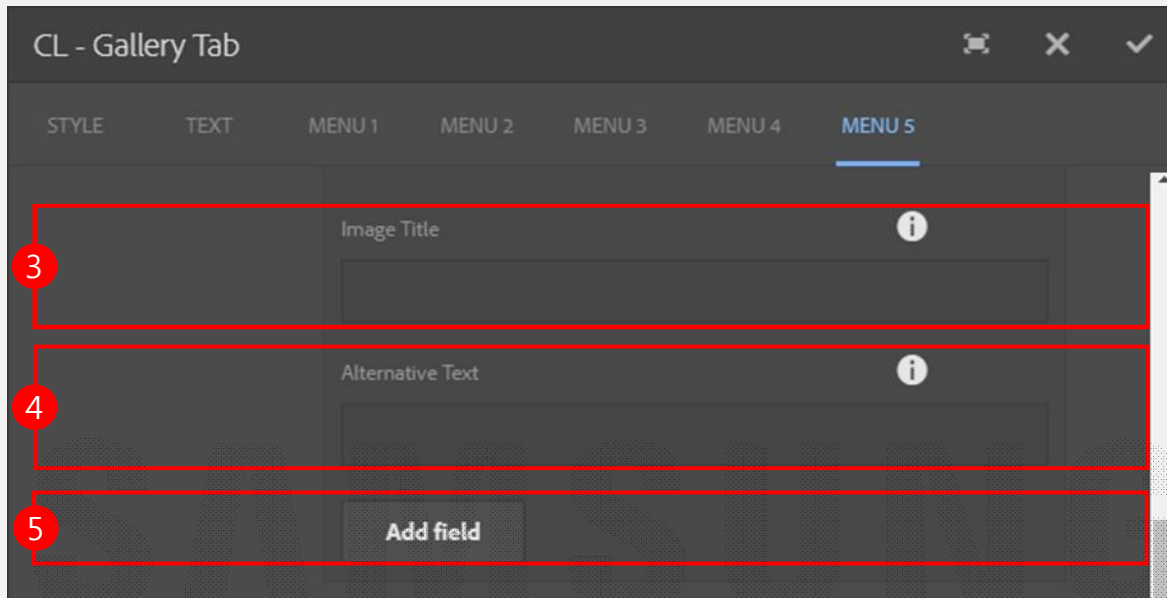 CL - Gallery Tab
STYLE TEXT MENU 1 MENU 2 MENU 3 MENU 4 MENU 5
Image Title
3
Alternative Text
4
5 Add field
SAMSUNG